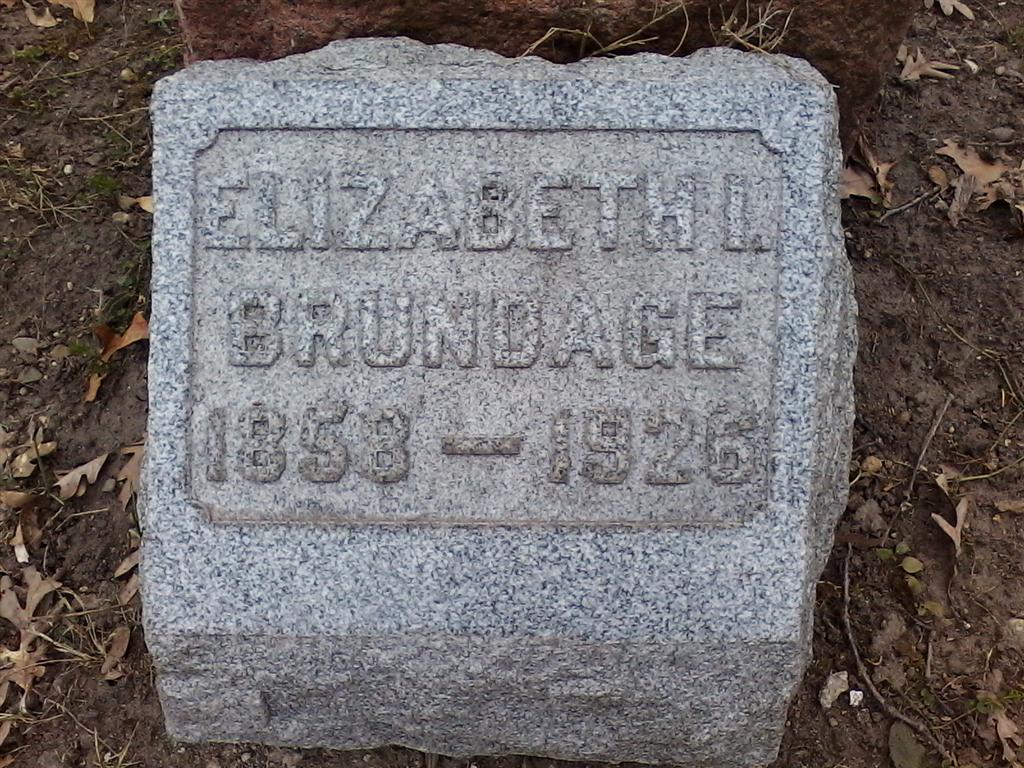 ELIZABETH I.
BRUNDAGE
1858 — 1926